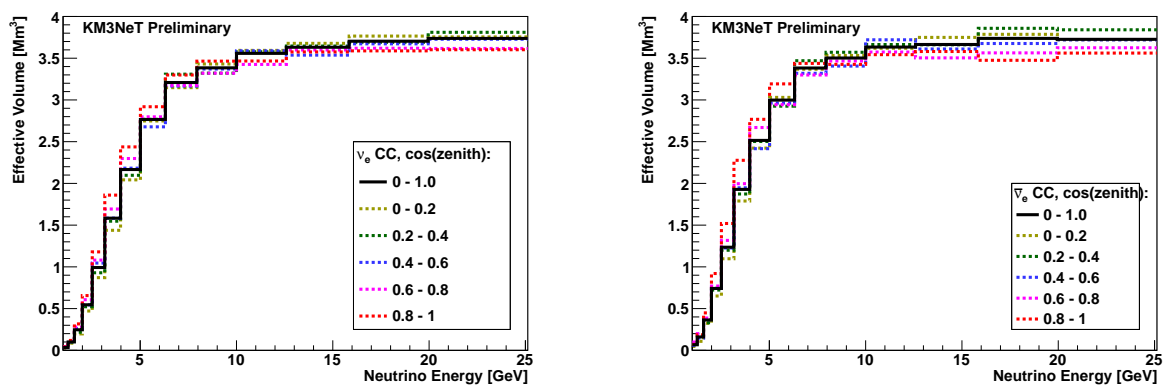 KM3NeT Preliminary
Effective Volume [Mm³]
4
3.5
3
2.5
2
1.5
1
0.5
0
νₑ CC, cos(zenith):
0 - 1.0
0 - 0.2
0.2 - 0.4
0.4 - 0.6
0.6 - 0.8
0.8 - 1
5 10 15 20 25
Neutrino Energy [GeV]
KM3NeT Preliminary
Effective Volume [Mm³]
4
3.5
3
2.5
2
1.5
1
0.5
0
ν̅ₑ CC, cos(zenith):
0 - 1.0
0 - 0.2
0.2 - 0.4
0.4 - 0.6
0.6 - 0.8
0.8 - 1
5 10 15 20 25
Neutrino Energy [GeV]